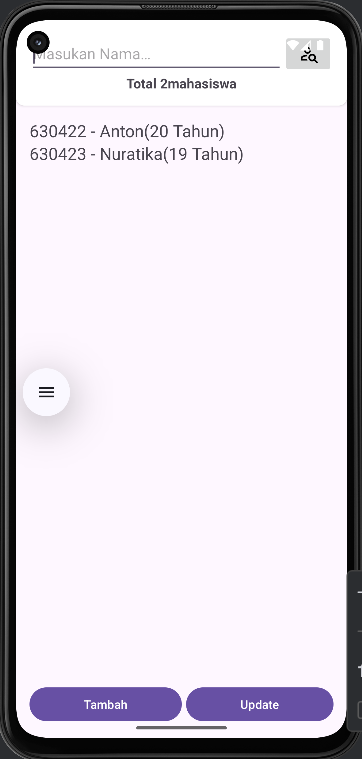 Masukan Nama...
Total 2mahasiswa
630422 - Anton(20 Tahun)
630423 - Nuratika(19 Tahun)
Tambah
Update